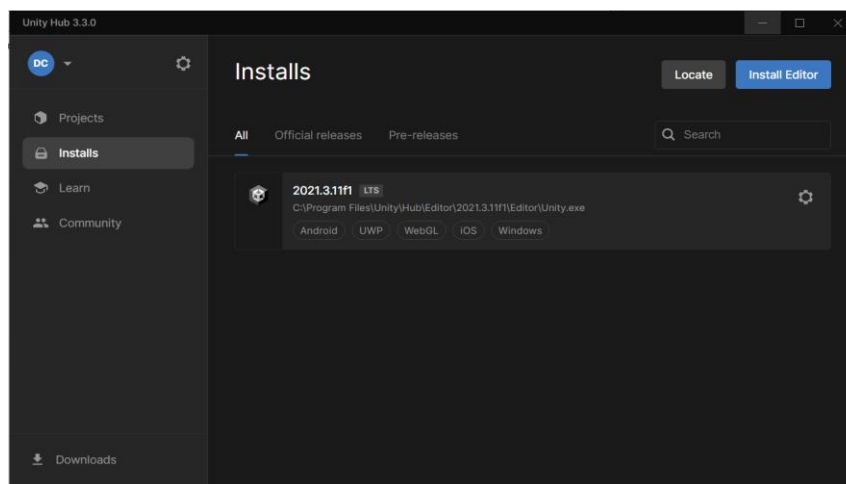 Unity Hub 3.3.0
DC
Installs
Locate
Install Editor
Projects
Installs
Learn
Community
All
Official releases
Pre-releases
Search
2021.3.11f1 LTS
C:\Program Files\Unity\Hub\Editor\2021.3.11f1\Editor\Unity.exe
Android
UWP
WebGL
iOS
Windows
Downloads